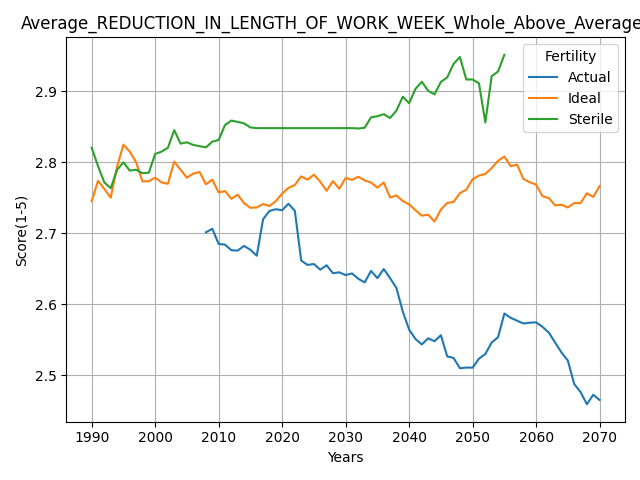 Average_REDUCTION_IN_LENGTH_OF_WORK_WEEK_Whole_Above_Average
Fertility
Actual
Ideal
Sterile
Score(1-5)
2.9
2.8
2.7
2.6
2.5
1990 2000 2010 2020 2030 2040 2050 2060 2070
Years